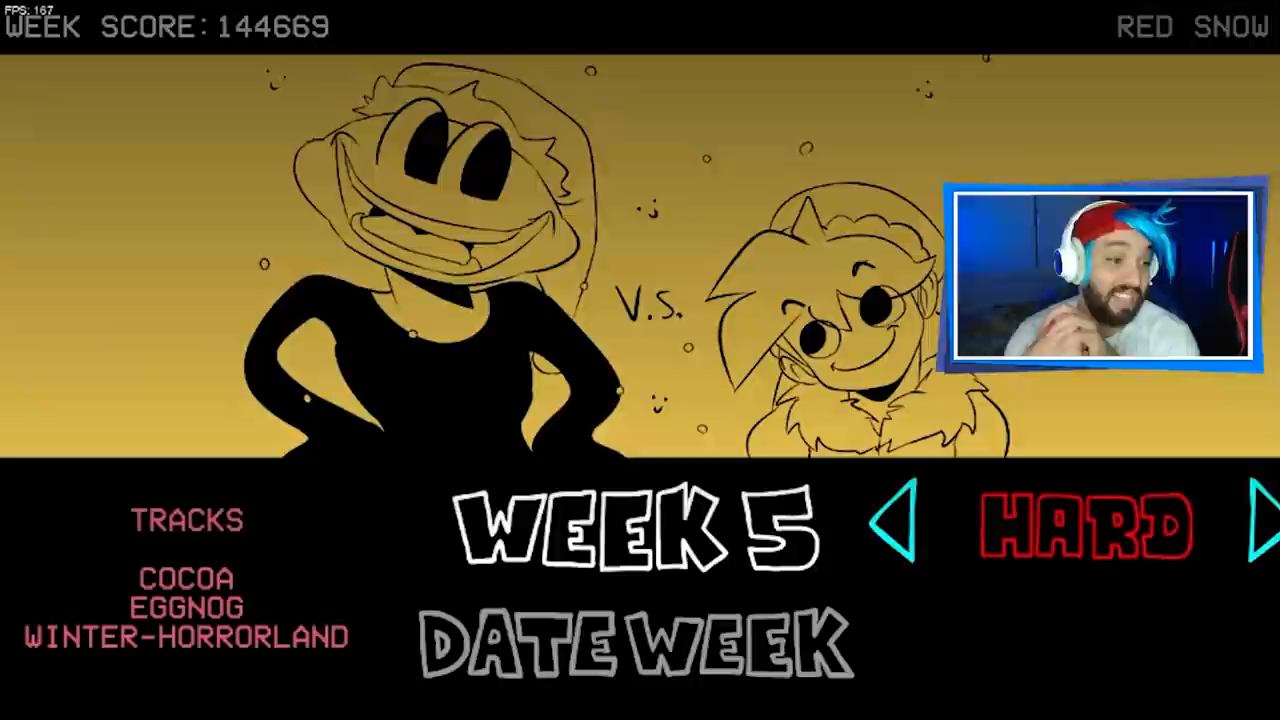 FPS: 167
WEEK SCORE:144669
RED SNOW
V.S.
WEEK 5
HARD
TRACKS
COCOA
EGGNOG
WINTER-HORRORLAND
DATE WEEK